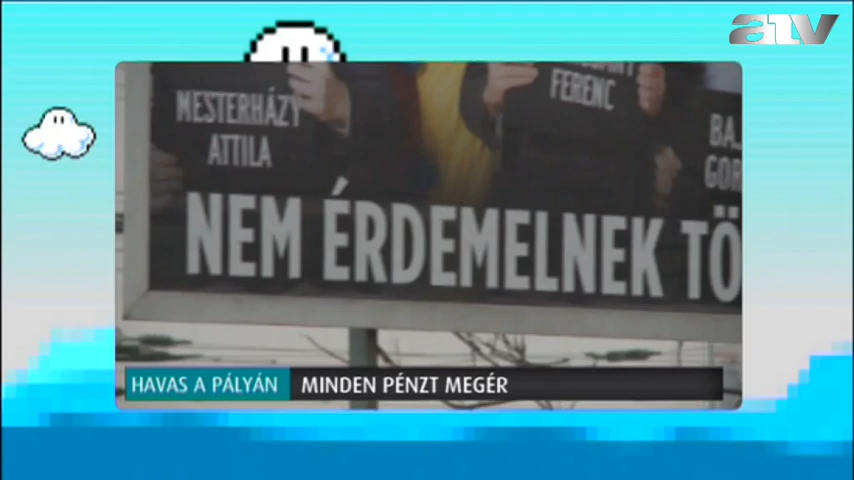 atv
MESTERHÁZY
ATTILA
FERENC
NEM ÉRDEMELNEK
HAVAS A PÁLYÁN MINDEN PÉNZT MEGÉR